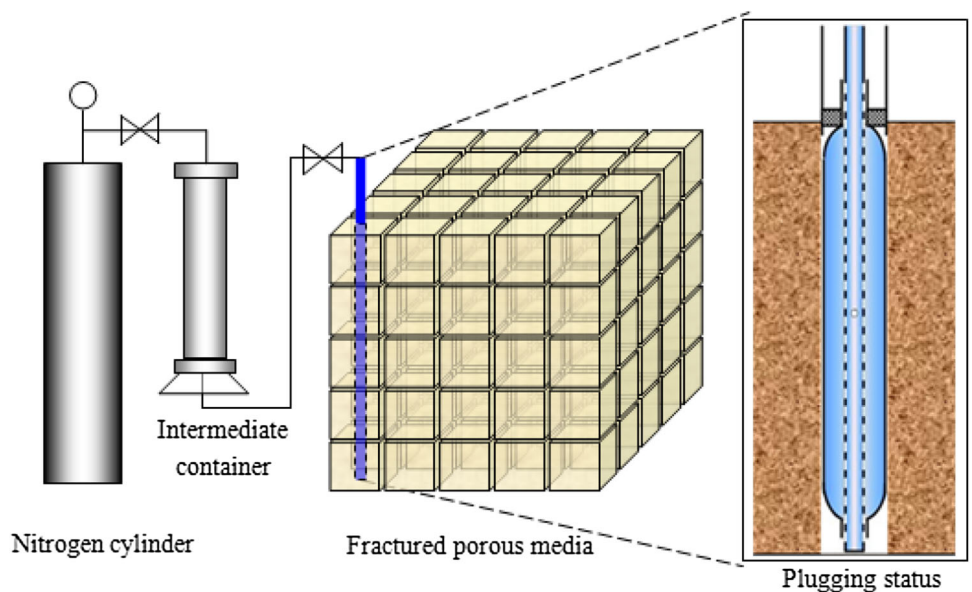 Intermediate
container
Nitrogen cylinder
Fractured porous media
Plugging status